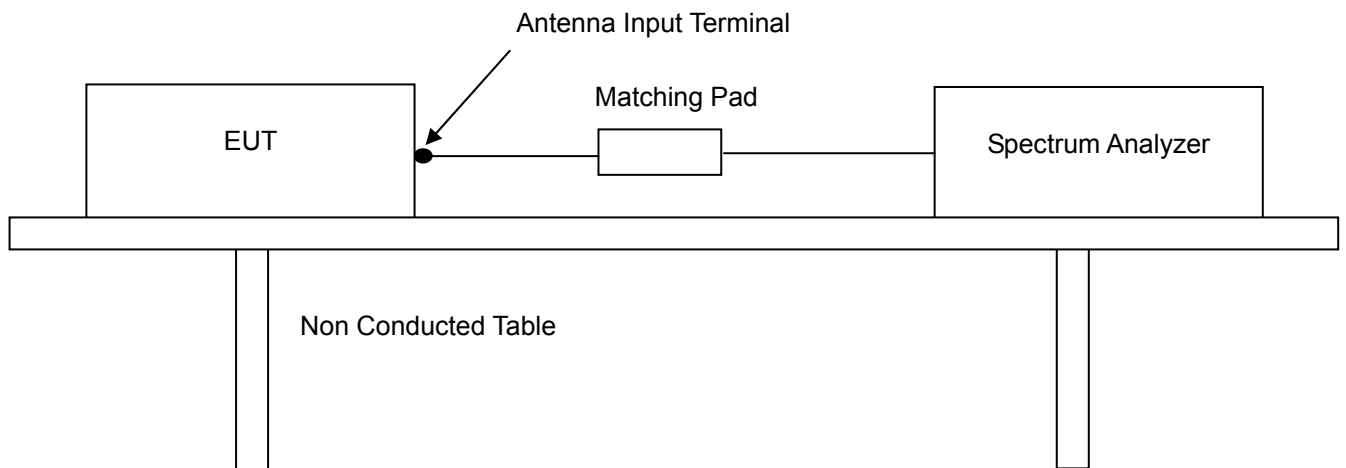 Antenna Input Terminal
Matching Pad
EUT
Spectrum Analyzer
Non Conducted Table